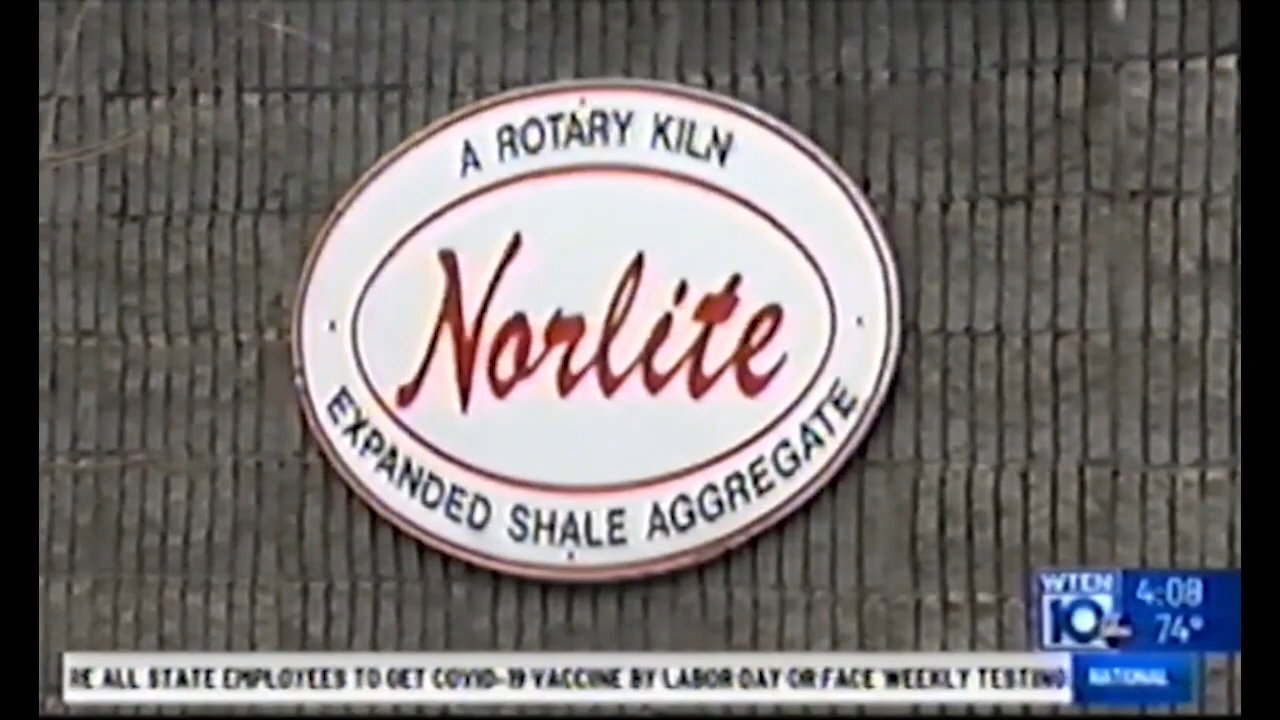 A ROTARY KILN
Norlite
EXPANDED SHALE AGGREGATE
WTEN
10
4:08
74°
RE ALL STATE EMPLOYEES TO GET COVID-19 VACCINE BY LABOR DAY OR FACE WEEKLY TESTING
NATIONAL